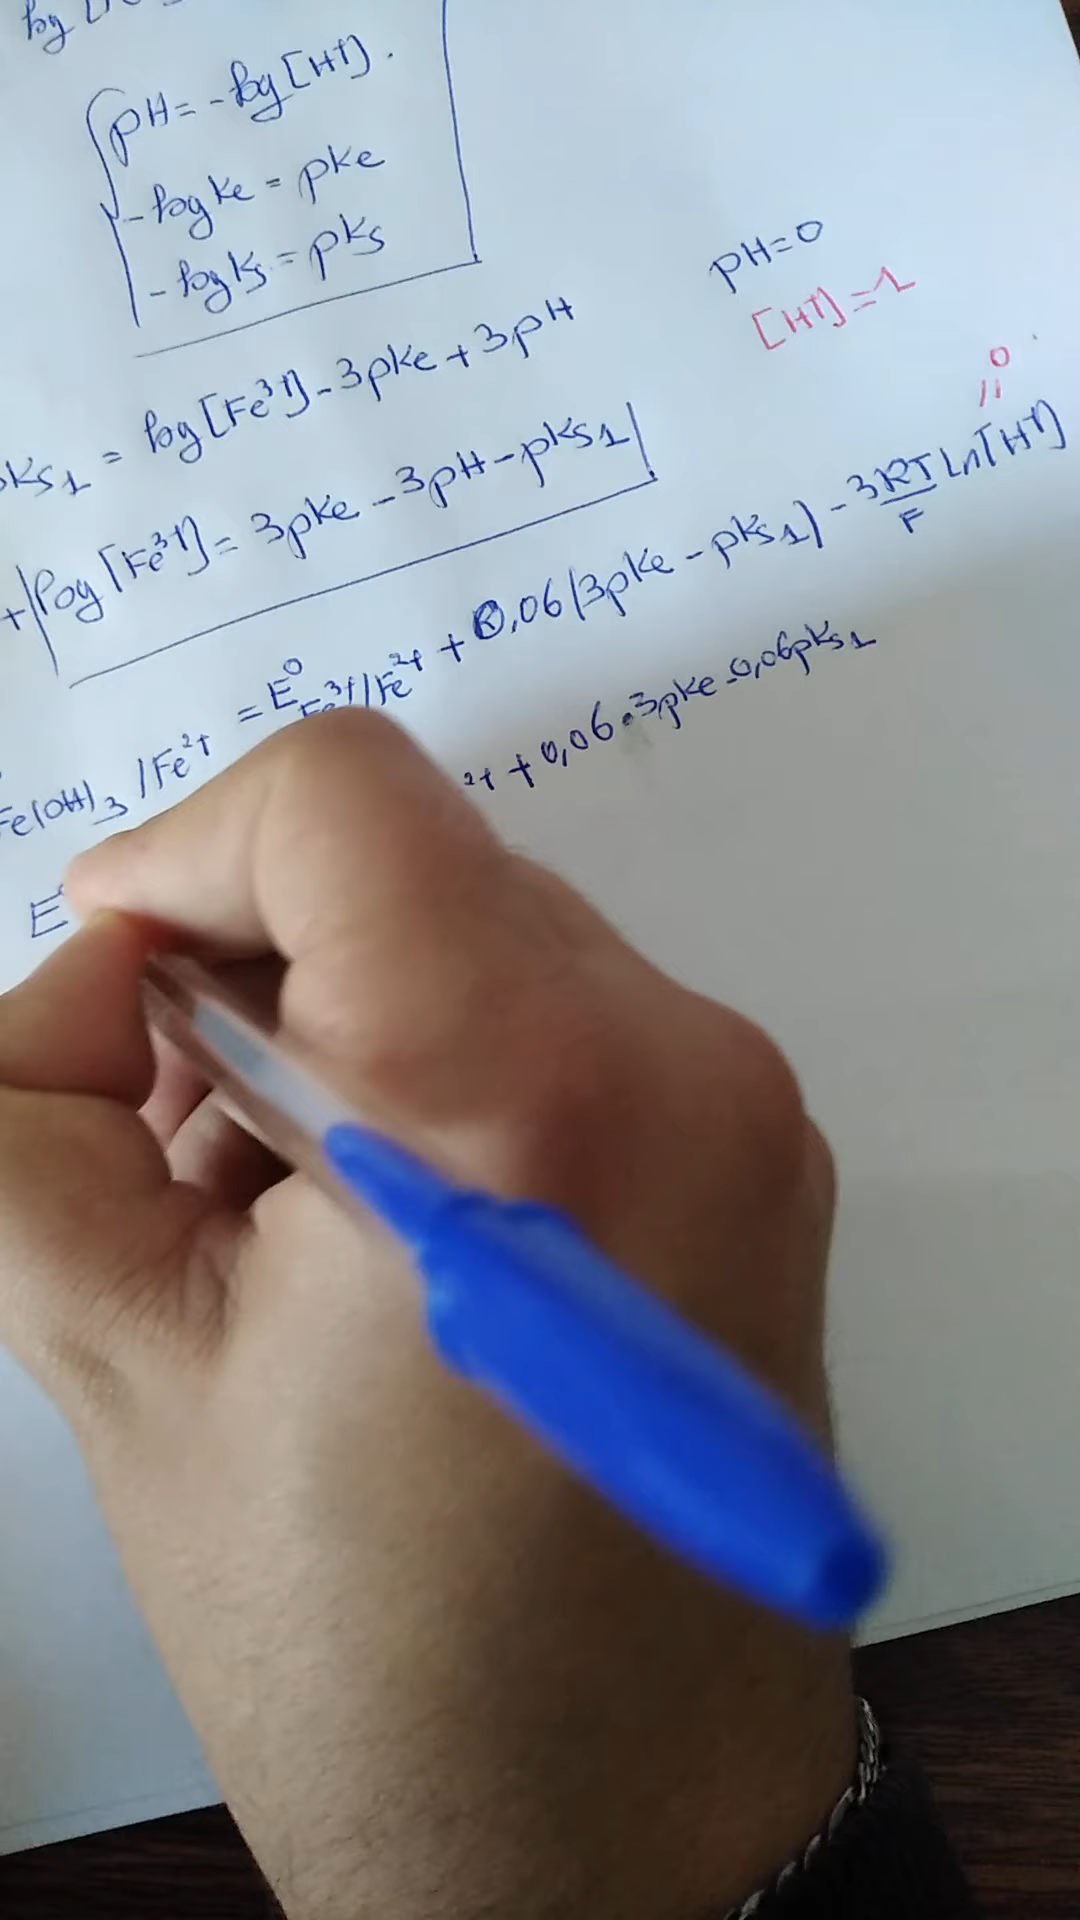 log [
pH = -log [H+].
-log ke = pke
-log ks = pks
pH=0
[H+]=1
pks1 = log [Fe3+] - 3pke + 3pH
0
"
+ log [Fe3+] = 3pke - 3pH - pks1
Fe(OH)3 /Fe2+ = E0 Fe3+/Fe2+ + 0,06(3pke - pks1) - 3RT/F Ln[H+]
2+ + 0,06.3pke - 0,06pks1
E